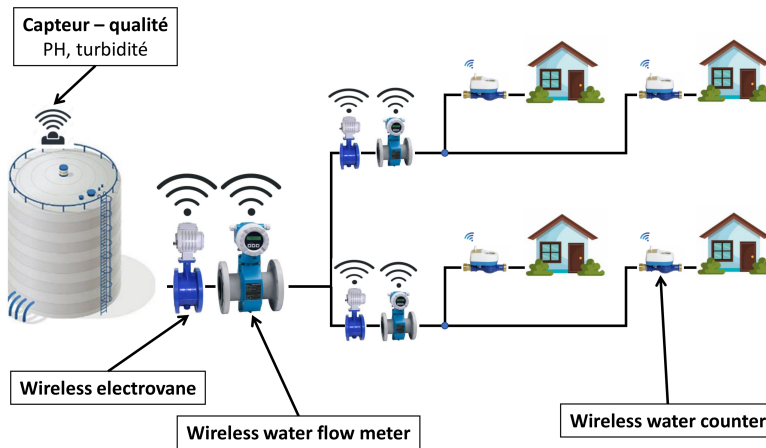 Capteur – qualité
PH, turbidité
Wireless electrovane
Wireless water flow meter
Wireless water counter